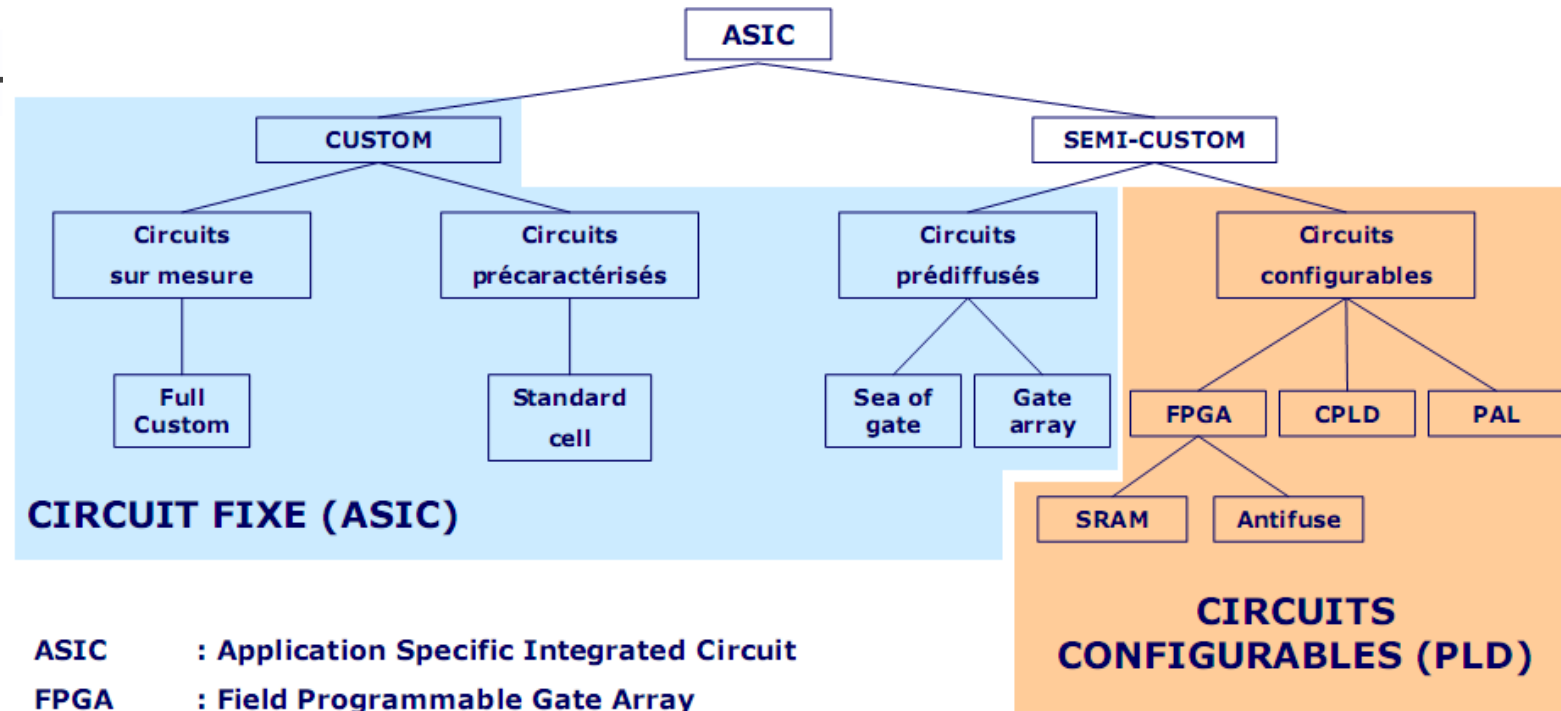 ASIC
CUSTOM
SEMI-CUSTOM
Circuits
sur mesure
Circuits
précaractérisés
Circuits
prédiffusés
Circuits
configurables
Full
Custom
Standard
cell
Sea of
gate
Gate
array
FPGA
CPLD
PAL
SRAM
Antifuse
CIRCUIT FIXE (ASIC)
CIRCUITS
CONFIGURABLES (PLD)
ASIC : Application Specific Integrated Circuit
FPGA : Field Programmable Gate Array